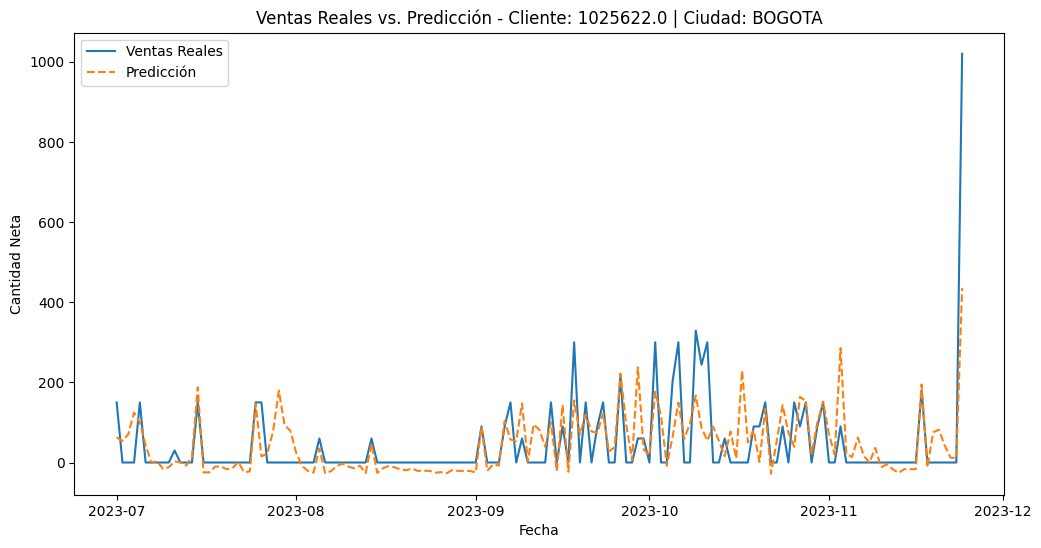 Ventas Reales vs. Predicción - Cliente: 1025622.0 | Ciudad: BOGOTA
Ventas Reales
Predicción
Cantidad Neta
1000
800
600
400
200
0
2023-07
2023-08
2023-09
2023-10
2023-11
2023-12
Fecha